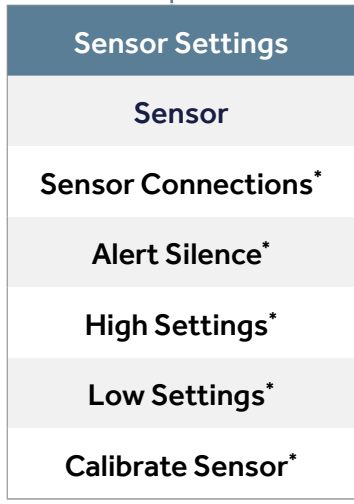 Sensor Settings
Sensor
Sensor Connections*
Alert Silence*
High Settings*
Low Settings*
Calibrate Sensor*